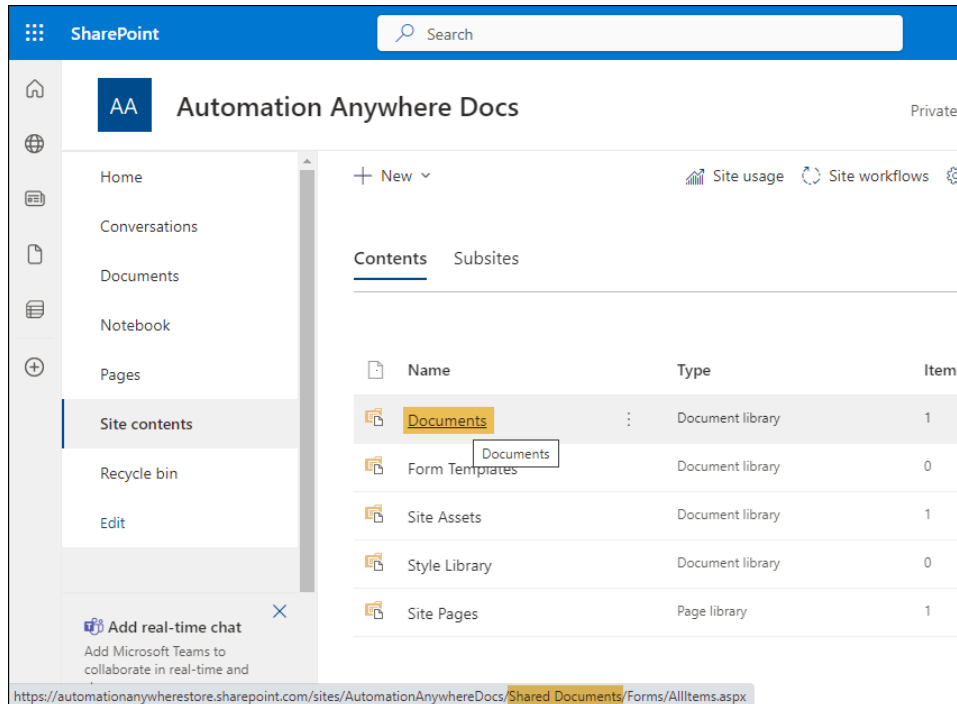 SharePoint
Search
AA
Automation Anywhere Docs
Private
Home
Conversations
Documents
Notebook
Pages
Site contents
Recycle bin
Edit
New
Site usage
Site workflows
Contents
Subsites
Name Type Item
Documents Document library 1
Documents
Form Templates Document library 0
Site Assets Document library 1
Style Library Document library 0
Site Pages Page library 1
Add real-time chat
Add Microsoft Teams to
collaborate in real-time and
https://automationanywherestore.sharepoint.com/sites/AutomationAnywhereDocs/Shared Documents/Forms/AllItems.aspx